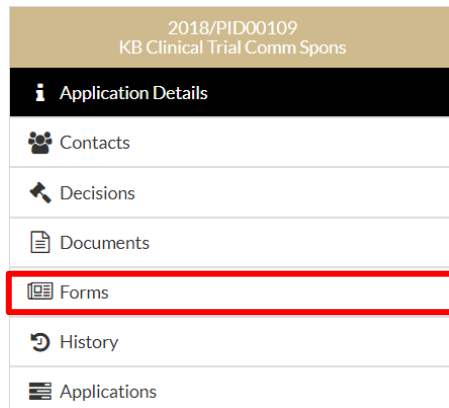 2018/PID00109
KB Clinical Trial Comm Spons
Application Details
Contacts
Decisions
Documents
Forms
History
Applications